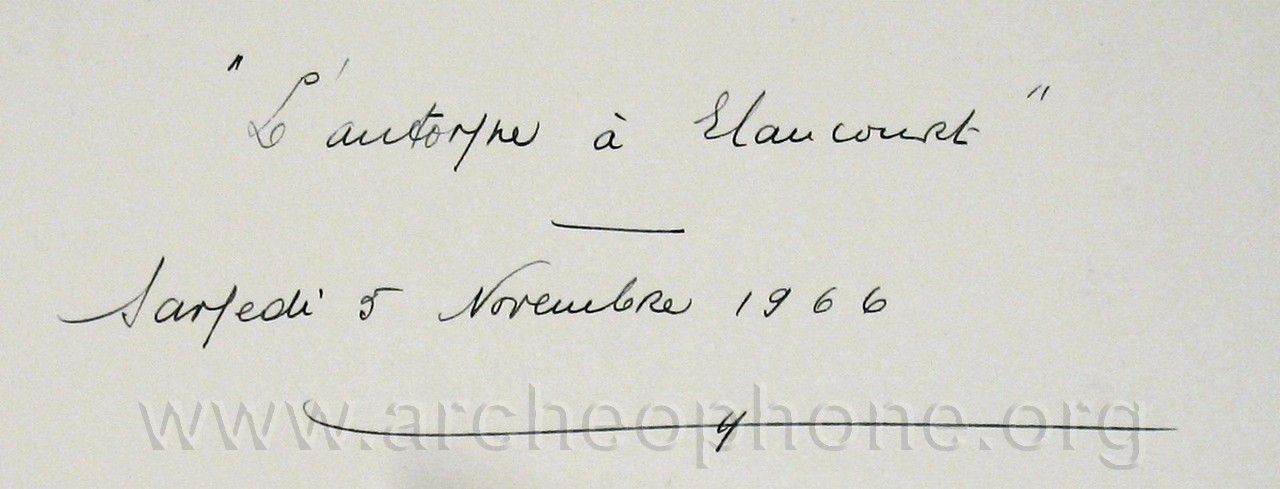 "L'automne à Elancourt"
Samedi 5 Novembre 1966
www.archeophone.org